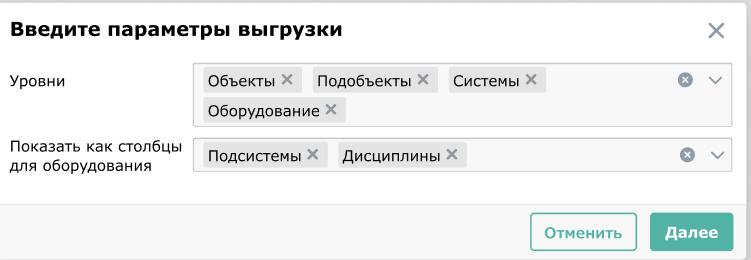 Введите параметры выгрузки
Уровни
Объекты Подобъекты Системы
Оборудование
Показать как столбцы
для оборудования
Подсистемы Дисциплины
Отменить Далее